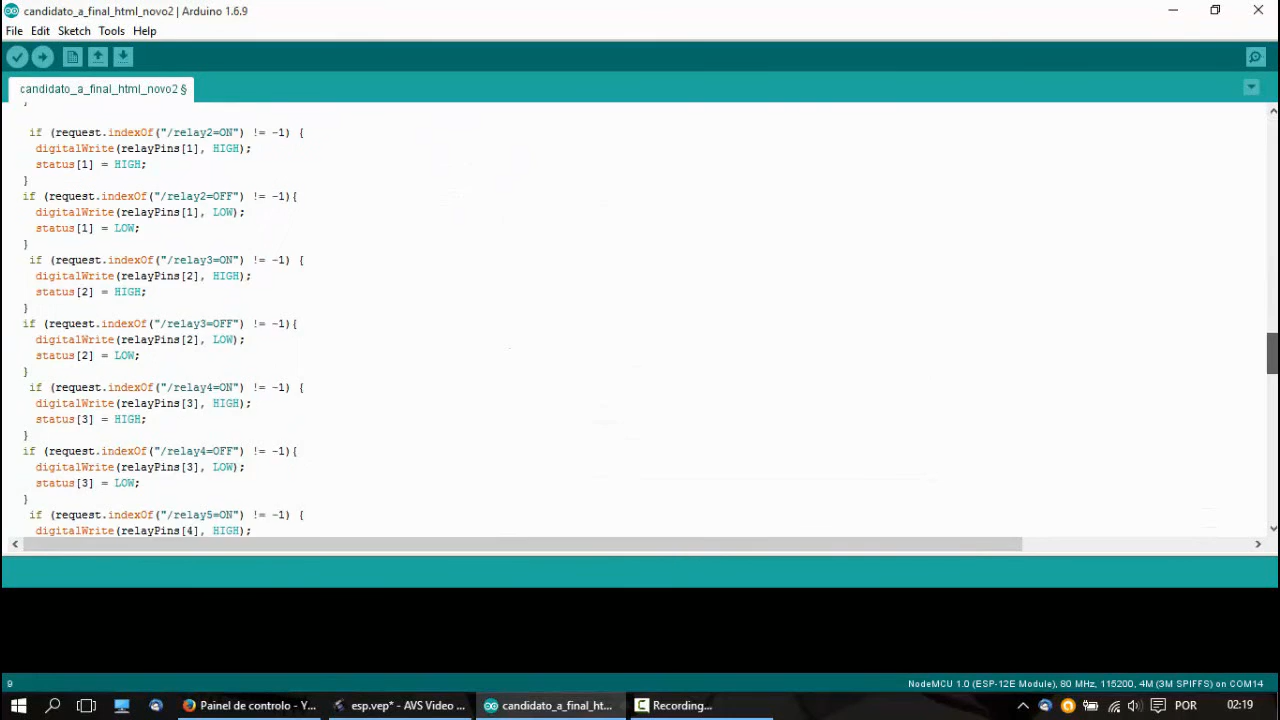 candidato_a_final_html_novo2 | Arduino 1.6.9
File Edit Sketch Tools Help
candidato_a_final_html_novo2 §
}
if (request.indexOf("/relay2=ON") != -1) {
digitalWrite(relayPins[1], HIGH);
status[1] = HIGH;
}
if (request.indexOf("/relay2=OFF") != -1){
digitalWrite(relayPins[1], LOW);
status[1] = LOW;
}
if (request.indexOf("/relay3=ON") != -1) {
digitalWrite(relayPins[2], HIGH);
status[2] = HIGH;
}
if (request.indexOf("/relay3=OFF") != -1){
digitalWrite(relayPins[2], LOW);
status[2] = LOW;
}
if (request.indexOf("/relay4=ON") != -1) {
digitalWrite(relayPins[3], HIGH);
status[3] = HIGH;
}
if (request.indexOf("/relay4=OFF") != -1){
digitalWrite(relayPins[3], LOW);
status[3] = LOW;
}
if (request.indexOf("/relay5=ON") != -1) {
digitalWrite(relayPins[4], HIGH);
9 NodeMCU 1.0 (ESP-12E Module), 80 MHz, 115200, 4M (3M SPIFFS) on COM14
Painel de controlo - Y... esp.vep* - AVS Video ... candidato_a_final_ht... Recording... POR 02:19